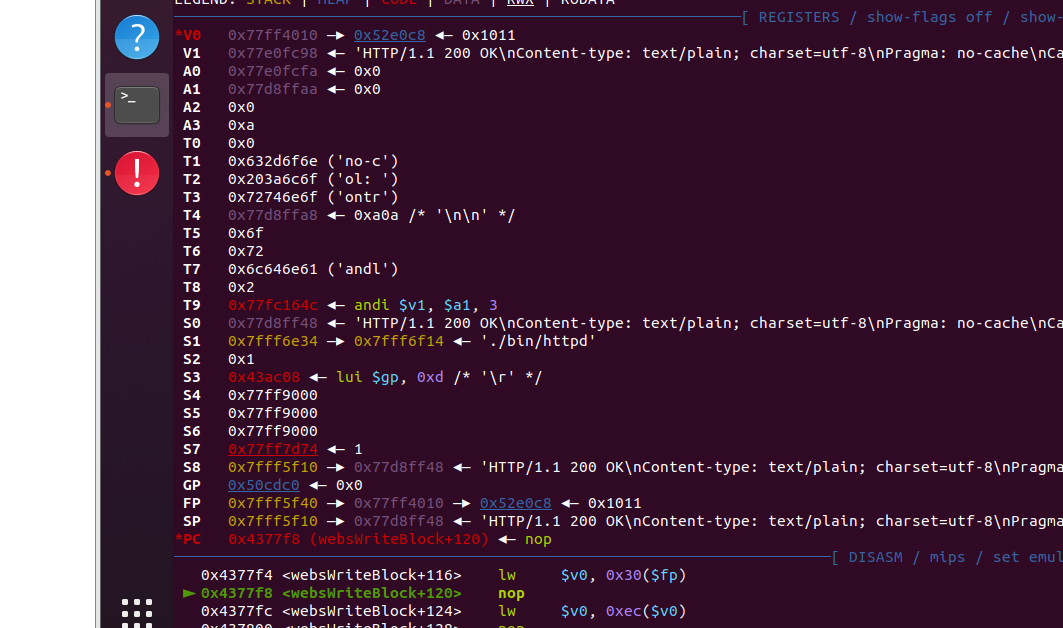 LEGEND: STACK | HEAP | CODE | DATA | RWX | RODATA
[ REGISTERS / show-flags off / show-
*V0 0x77ff4010 —▸ 0x52e0c8 ◂— 0x1011
V1 0x77e0fc98 ◂— 'HTTP/1.1 200 OK\nContent-type: text/plain; charset=utf-8\nPragma: no-cache\nCa
A0 0x77e0fcfa ◂— 0x0
A1 0x77d8ffaa ◂— 0x0
A2 0x0
A3 0xa
T0 0x0
T1 0x632d6f6e ('no-c')
T2 0x203a6c6f ('ol: ')
T3 0x72746e6f ('ontr')
T4 0x77d8ffa8 ◂— 0xa0a /* '\n\n' */
T5 0x6f
T6 0x72
T7 0x6c646e61 ('andl')
T8 0x2
T9 0x77fc164c ◂— andi $v1, $a1, 3
S0 0x77d8ff48 ◂— 'HTTP/1.1 200 OK\nContent-type: text/plain; charset=utf-8\nPragma: no-cache\nCa
S1 0x7fff6e34 —▸ 0x7fff6f14 ◂— './bin/httpd'
S2 0x1
S3 0x43ac08 ◂— lui $gp, 0xd /* '\r' */
S4 0x77ff9000
S5 0x77ff9000
S6 0x77ff9000
S7 0x77ff7d74 ◂— 1
S8 0x7fff5f10 —▸ 0x77d8ff48 ◂— 'HTTP/1.1 200 OK\nContent-type: text/plain; charset=utf-8\nPragma
GP 0x50cdc0 ◂— 0x0
FP 0x7fff5f40 —▸ 0x77ff4010 —▸ 0x52e0c8 ◂— 0x1011
SP 0x7fff5f10 —▸ 0x77d8ff48 ◂— 'HTTP/1.1 200 OK\nContent-type: text/plain; charset=utf-8\nPragma
*PC 0x4377f8 (websWriteBlock+120) ◂— nop
[ DISASM / mips / set emul
0x4377f4 <websWriteBlock+116> lw $v0, 0x30($fp)
► 0x4377f8 <websWriteBlock+120> nop
0x4377fc <websWriteBlock+124> lw $v0, 0xec($v0)
0x437800 <websWriteBlock+128> nop